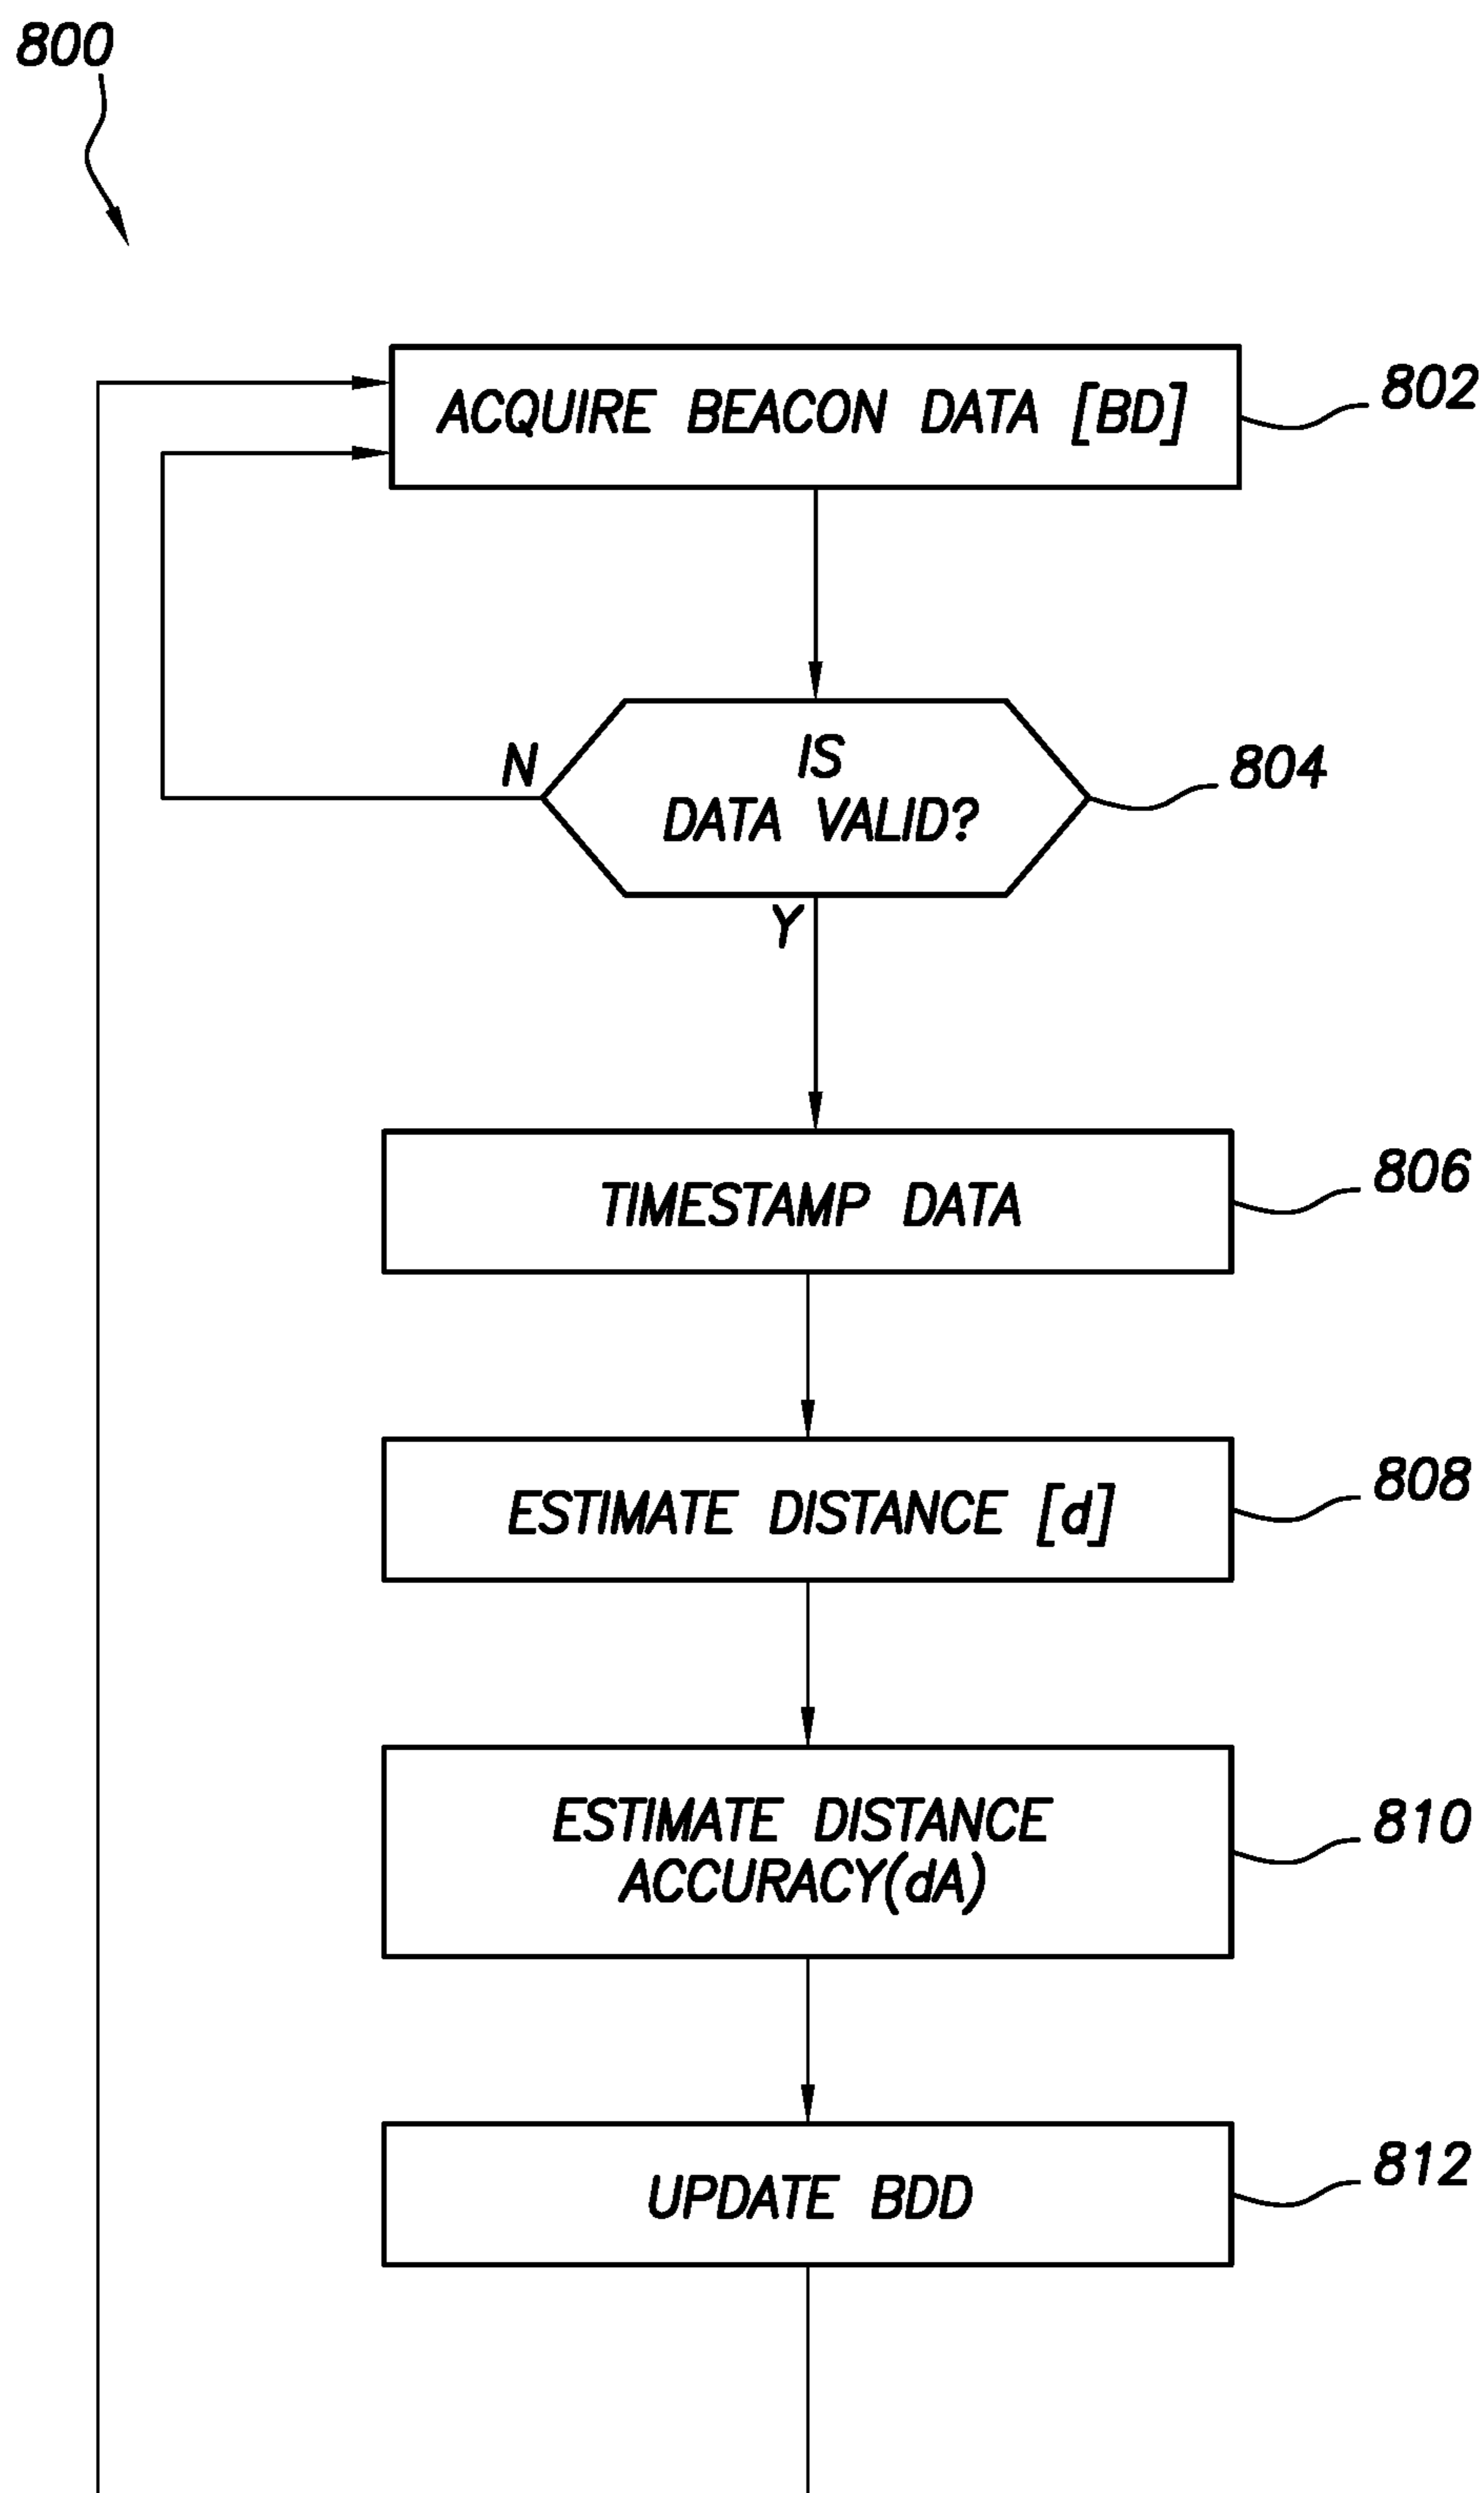 800
ACQUIRE BEACON DATA [BD]
802
IS
DATA VALID?
N
804
Y
TIMESTAMP DATA
806
ESTIMATE DISTANCE [d]
808
ESTIMATE DISTANCE
ACCURACY(dA)
810
UPDATE BDD
812